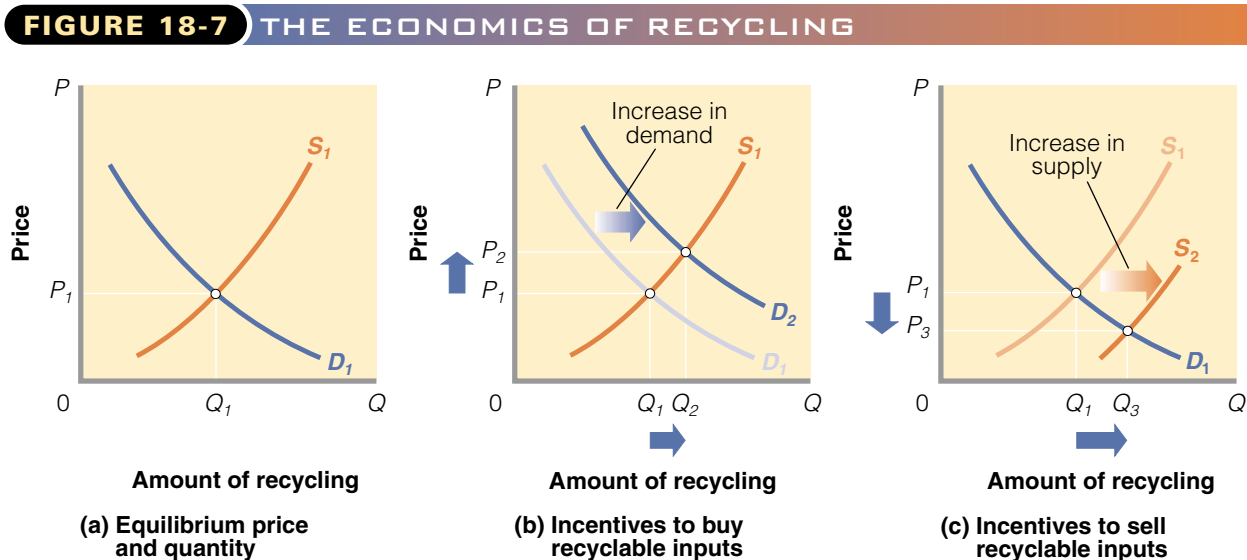 FIGURE 18-7 THE ECONOMICS OF RECYCLING
P
Price
S1
P1
D1
0
Q1
Q
Amount of recycling
(a) Equilibrium price
and quantity
P
Increase in
demand
S1
Price
P2
P1
D2
D1
0
Q1
Q2
Q
Amount of recycling
(b) Incentives to buy
recyclable inputs
P
Increase in
supply
S1
Price
S2
P1
P3
D1
0
Q1
Q3
Q
Amount of recycling
(c) Incentives to sell
recyclable inputs